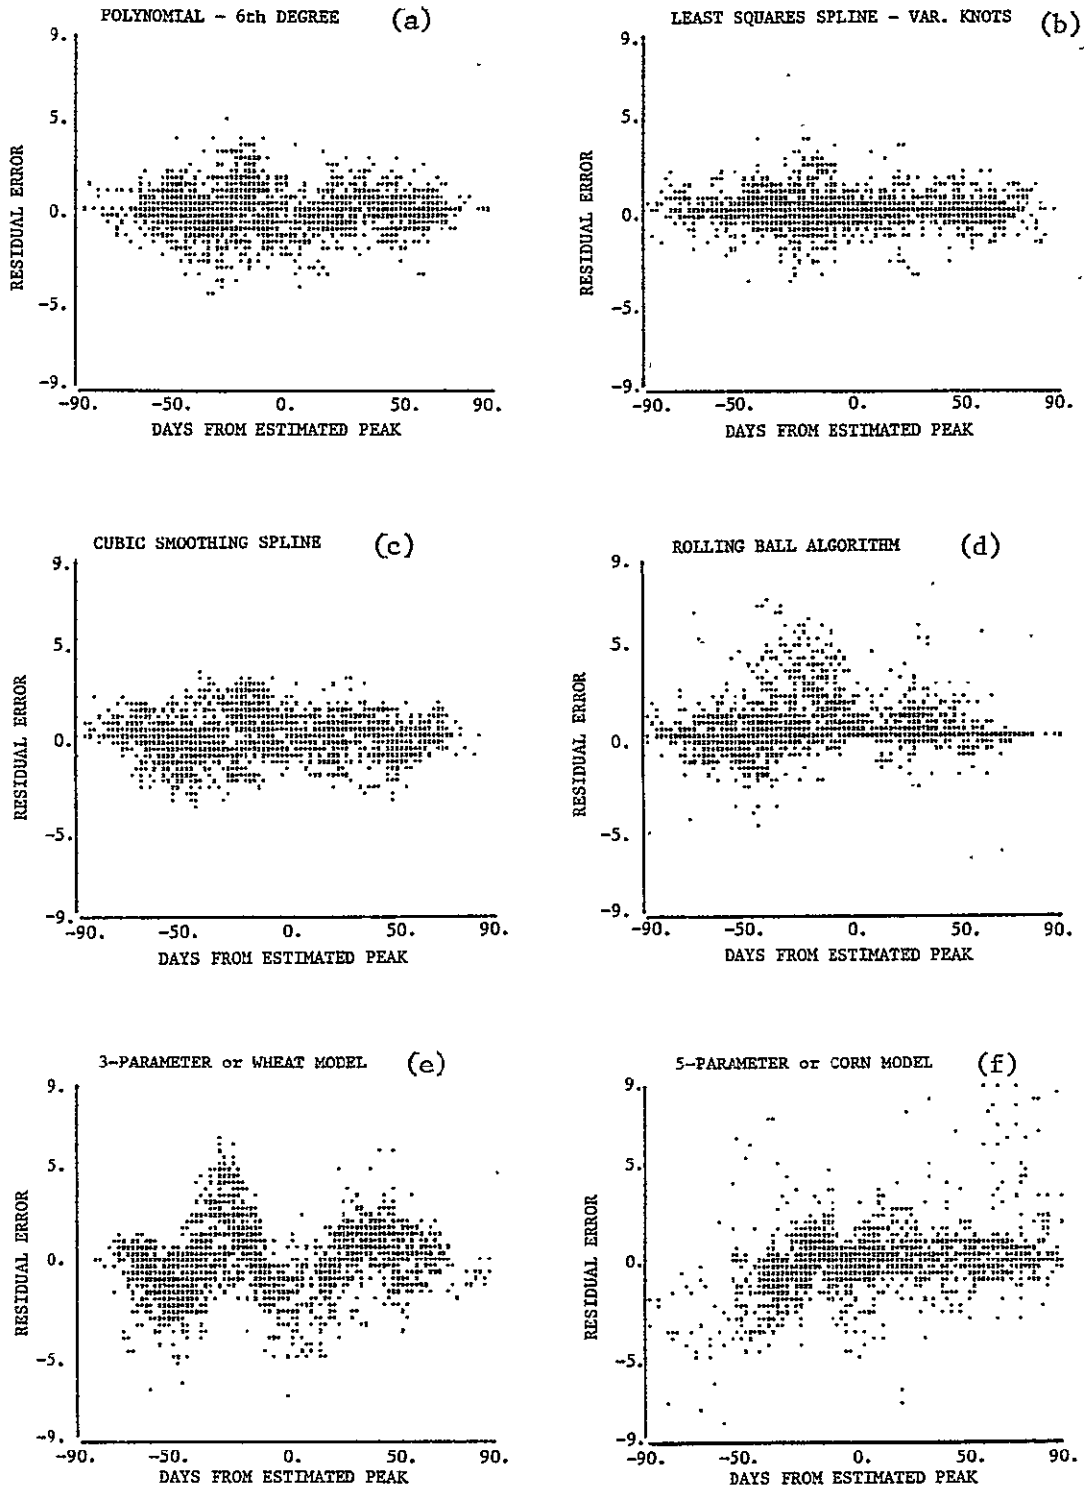 POLYNOMIAL - 6th DEGREE (a)
9.
5.
0.
-5.
-9.
RESIDUAL ERROR
-90. -50. 0. 50. 90.
DAYS FROM ESTIMATED PEAK
LEAST SQUARES SPLINE - VAR. KNOTS (b)
9.
5.
0.
-5.
-9.
RESIDUAL ERROR
-90. -50. 0. 50. 90.
DAYS FROM ESTIMATED PEAK
CUBIC SMOOTHING SPLINE (c)
9.
5.
0.
-5.
-9.
RESIDUAL ERROR
-90. -50. 0. 50. 90.
DAYS FROM ESTIMATED PEAK
ROLLING BALL ALGORITHM (d)
9.
5.
0.
-5.
-9.
RESIDUAL ERROR
-90. -50. 0. 50. 90.
DAYS FROM ESTIMATED PEAK
3-PARAMETER or WHEAT MODEL (e)
9.
5.
0.
-5.
-9.
RESIDUAL ERROR
-90. -50. 0. 50. 90.
DAYS FROM ESTIMATED PEAK
5-PARAMETER or CORN MODEL (f)
9.
5.
0.
-5.
-9.
RESIDUAL ERROR
-90. -50. 0. 50. 90.
DAYS FROM ESTIMATED PEAK